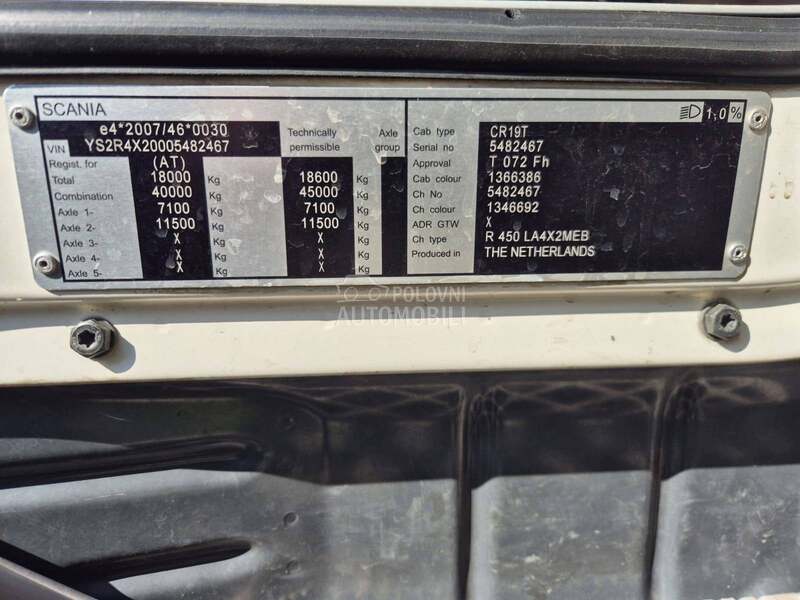 SCANIA
e4*2007/46*0030
VIN YS2R4X20005482467
Regist. for (AT)
Technically permissible
Axle group
Total 18000 Kg 18600 Kg
Combination 40000 Kg 45000 Kg
Axle 1- 7100 Kg 7100 Kg
Axle 2- 11500 Kg 11500 Kg
Axle 3- X Kg X Kg
Axle 4- X Kg X Kg
Axle 5- X Kg X Kg
1,0 %
Cab type CR19T
Serial no 5482467
Approval T 072 Fh
Cab colour 1366386
Ch No 5482467
Ch colour 1346692
ADR GTW X
Ch type R 450 LA4X2MEB
Produced in THE NETHERLANDS
POLOVNI
AUTOMOBILI